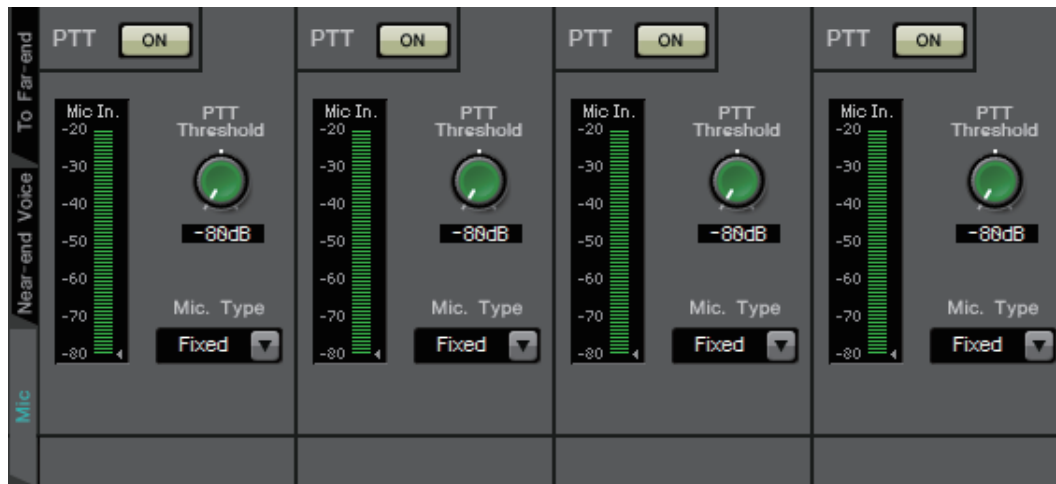 To Far-end
Near-end Voice
Mic
PTT ON
Mic In.
-20
-30
-40
-50
-60
-70
-80
PTT
Threshold
-80dB
Mic. Type
Fixed
PTT ON
Mic In.
-20
-30
-40
-50
-60
-70
-80
PTT
Threshold
-80dB
Mic. Type
Fixed
PTT ON
Mic In.
-20
-30
-40
-50
-60
-70
-80
PTT
Threshold
-80dB
Mic. Type
Fixed
PTT ON
Mic In.
-20
-30
-40
-50
-60
-70
-80
PTT
Threshold
-80dB
Mic. Type
Fixed